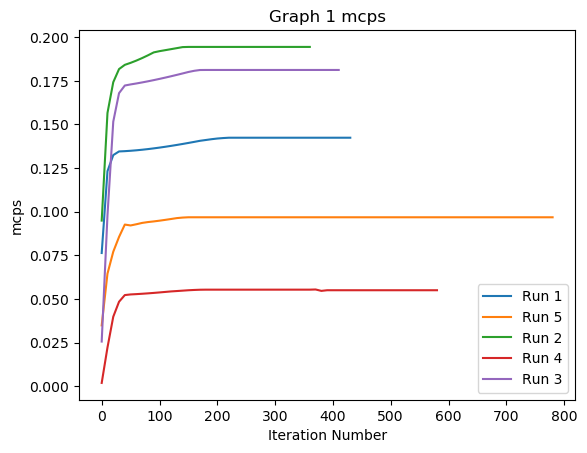 Graph 1 mcps
0.200
0.175
0.150
0.125
0.100
0.075
0.050
0.025
0.000
mcps
0 100 200 300 400 500 600 700 800
Iteration Number
Run 1
Run 5
Run 2
Run 4
Run 3